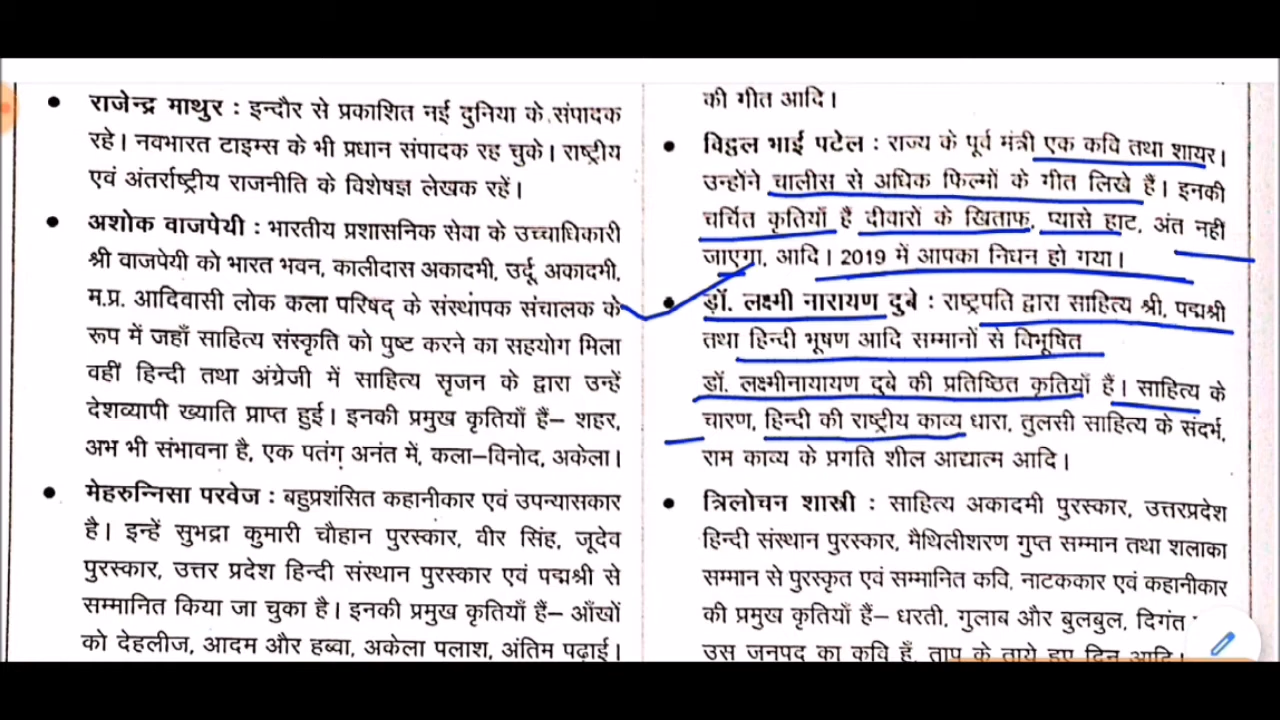 राजेन्द्र माथुर : इन्दौर से प्रकाशित नई दुनिया के संपादक
रहे। नवभारत टाइम्स के भी प्रधान संपादक रह चुके। राष्ट्रीय
एवं अंतर्राष्ट्रीय राजनीति के विशेषज्ञ लेखक रहें।
अशोक वाजपेयी : भारतीय प्रशासनिक सेवा के उच्चाधिकारी
श्री वाजपेयी को भारत भवन, कालीदास अकादमी, उर्दू अकादमी,
म.प्र. आदिवासी लोक कला परिषद् के संस्थापक संचालक के
रूप में जहाँ साहित्य संस्कृति को पुष्ट करने का सहयोग मिला
वहीं हिन्दी तथा अंग्रेजी में साहित्य सृजन के द्वारा उन्हें
देशव्यापी ख्याति प्राप्त हुई। इनकी प्रमुख कृतियाँ हैं– शहर,
अभ भी संभावना है, एक पतंग अनंत में, कला–विनोद, अकेला।
मेहरुन्निसा परवेज : बहुप्रशंसित कहानीकार एवं उपन्यासकार
है। इन्हें सुभद्रा कुमारी चौहान पुरस्कार, वीर सिंह, जूदेव
पुरस्कार, उत्तर प्रदेश हिन्दी संस्थान पुरस्कार एवं पद्मश्री से
सम्मानित किया जा चुका है। इनकी प्रमुख कृतियाँ हैं– आँखों
को देहलीज, आदम और हब्वा, अकेला पलाश, अंतिम पढ़ाई।
की गीत आदि।
विट्ठल भाई पटेल : राज्य के पूर्व मंत्री एक कवि तथा शायर।
उन्होंने चालीस से अधिक फिल्मों के गीत लिखे हैं। इनकी
चर्चित कृतियाँ हैं दीवारों के खिताफ, प्यासे हाट, अंत नहीं
जाएगा, आदि। 2019 में आपका निधन हो गया।
ड़ॉ. लक्ष्मी नारायण दुबे : राष्ट्रपति द्वारा साहित्य श्री, पद्मश्री
तथा हिन्दी भूषण आदि सम्मानों से विभूषित
डॉ. लक्ष्मीनायायण दुबे की प्रतिष्ठित कृतियाँ हैं। साहित्य के
चारण, हिन्दी की राष्ट्रीय काव्य धारा, तुलसी साहित्य के संदर्भ,
राम काव्य के प्रगति शील आद्यात्म आदि।
त्रिलोचन शास्त्री : साहित्य अकादमी पुरस्कार, उत्तरप्रदेश
हिन्दी संस्थान पुरस्कार, मैथिलीशरण गुप्त सम्मान तथा शलाका
सम्मान से पुरस्कृत एवं सम्मानित कवि, नाटककार एवं कहानीकार
की प्रमुख कृतियाँ हैं– धरती, गुलाब और बुलबुल, दिगंत
उस जनपद का कवि हूँ, ताप के ताये हुए दिन आदि।